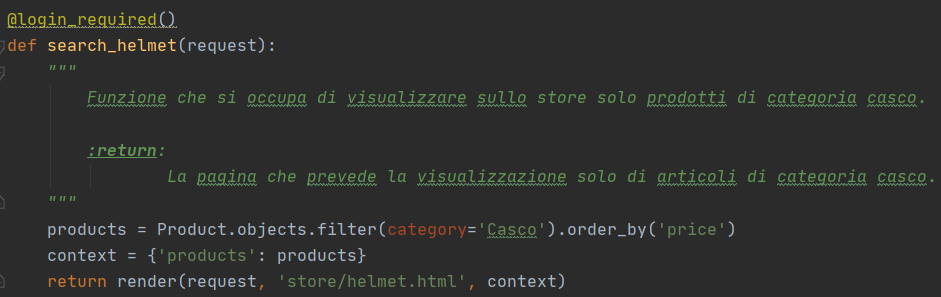 @login_required()
def search_helmet(request):
    """
        Funzione che si occupa di visualizzare sullo store solo prodotti di categoria casco.

        :return:
                La pagina che prevede la visualizzazione solo di articoli di categoria casco.
    """
    products = Product.objects.filter(category='Casco').order_by('price')
    context = {'products': products}
    return render(request, 'store/helmet.html', context)